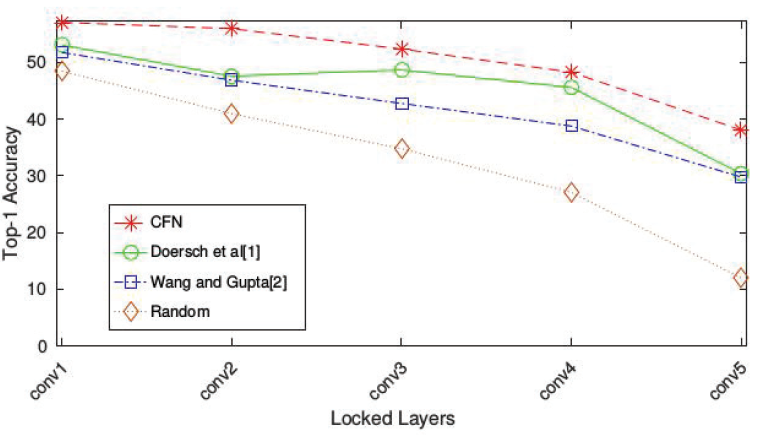 50
40
30
20
10
0
Top-1 Accuracy
CFN
Doersch et al[1]
Wang and Gupta[2]
Random
conv1
conv2
conv3
conv4
conv5
Locked Layers